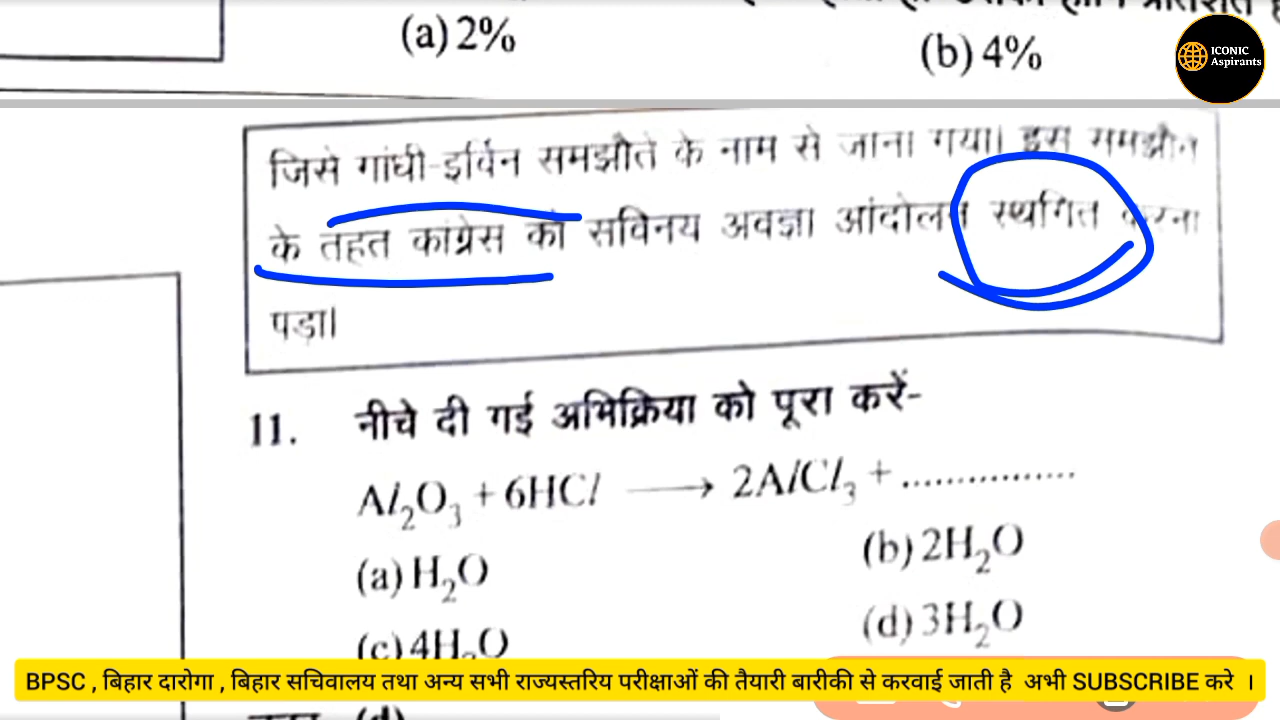 (a) 2%
(b) 4%
ICONIC
Aspirants
जिसे गांधी-इर्विन समझौते के नाम से जाना गया। इस समझौते
के तहत कांग्रेस को सविनय अवज्ञा आंदोलन स्थगित करना
पड़ा।
11. नीचे दी गई अभिक्रिया को पूरा करें-
Al₂O₃ + 6HCl ⟶ 2AlCl₃ + ................
(a) H₂O
(b) 2H₂O
(c) 4H₂O
(d) 3H₂O
BPSC , बिहार दारोगा , बिहार सचिवालय तथा अन्य सभी राज्यस्तरिय परीक्षाओं की तैयारी बारीकी से करवाई जाती है अभी SUBSCRIBE करे ।
(d)